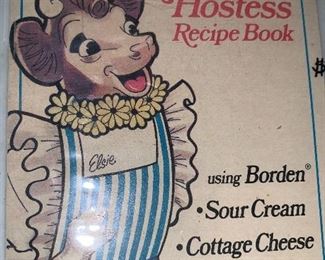 Hostess
Recipe Book
$
Elsie
using Borden®
•Sour Cream
•Cottage Cheese